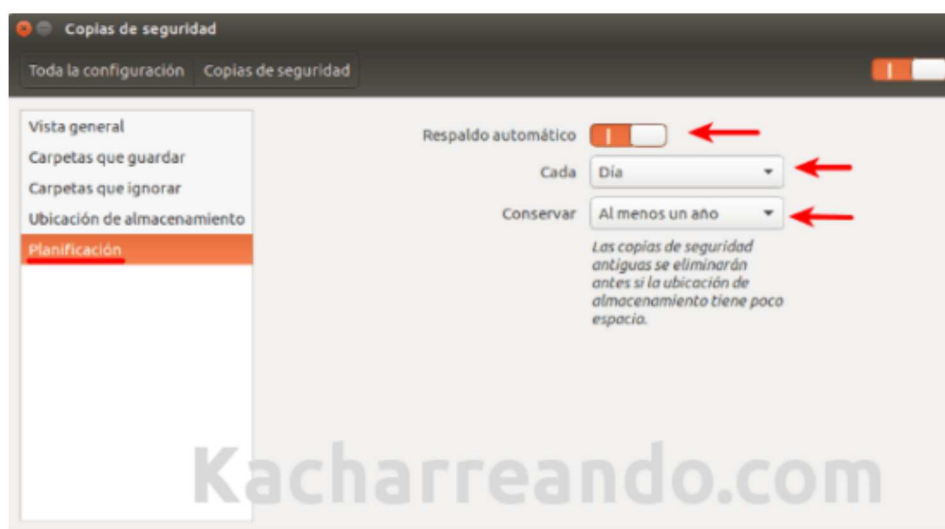 Copias de seguridad
Toda la configuración Copias de seguridad
Vista general
Carpetas que guardar
Carpetas que ignorar
Ubicación de almacenamiento
Planificación
Respaldo automático
Cada Día
Conservar Al menos un año
Las copias de seguridad
antiguas se eliminarán
antes si la ubicación de
almacenamiento tiene poco
espacio.
Kacharreando.com